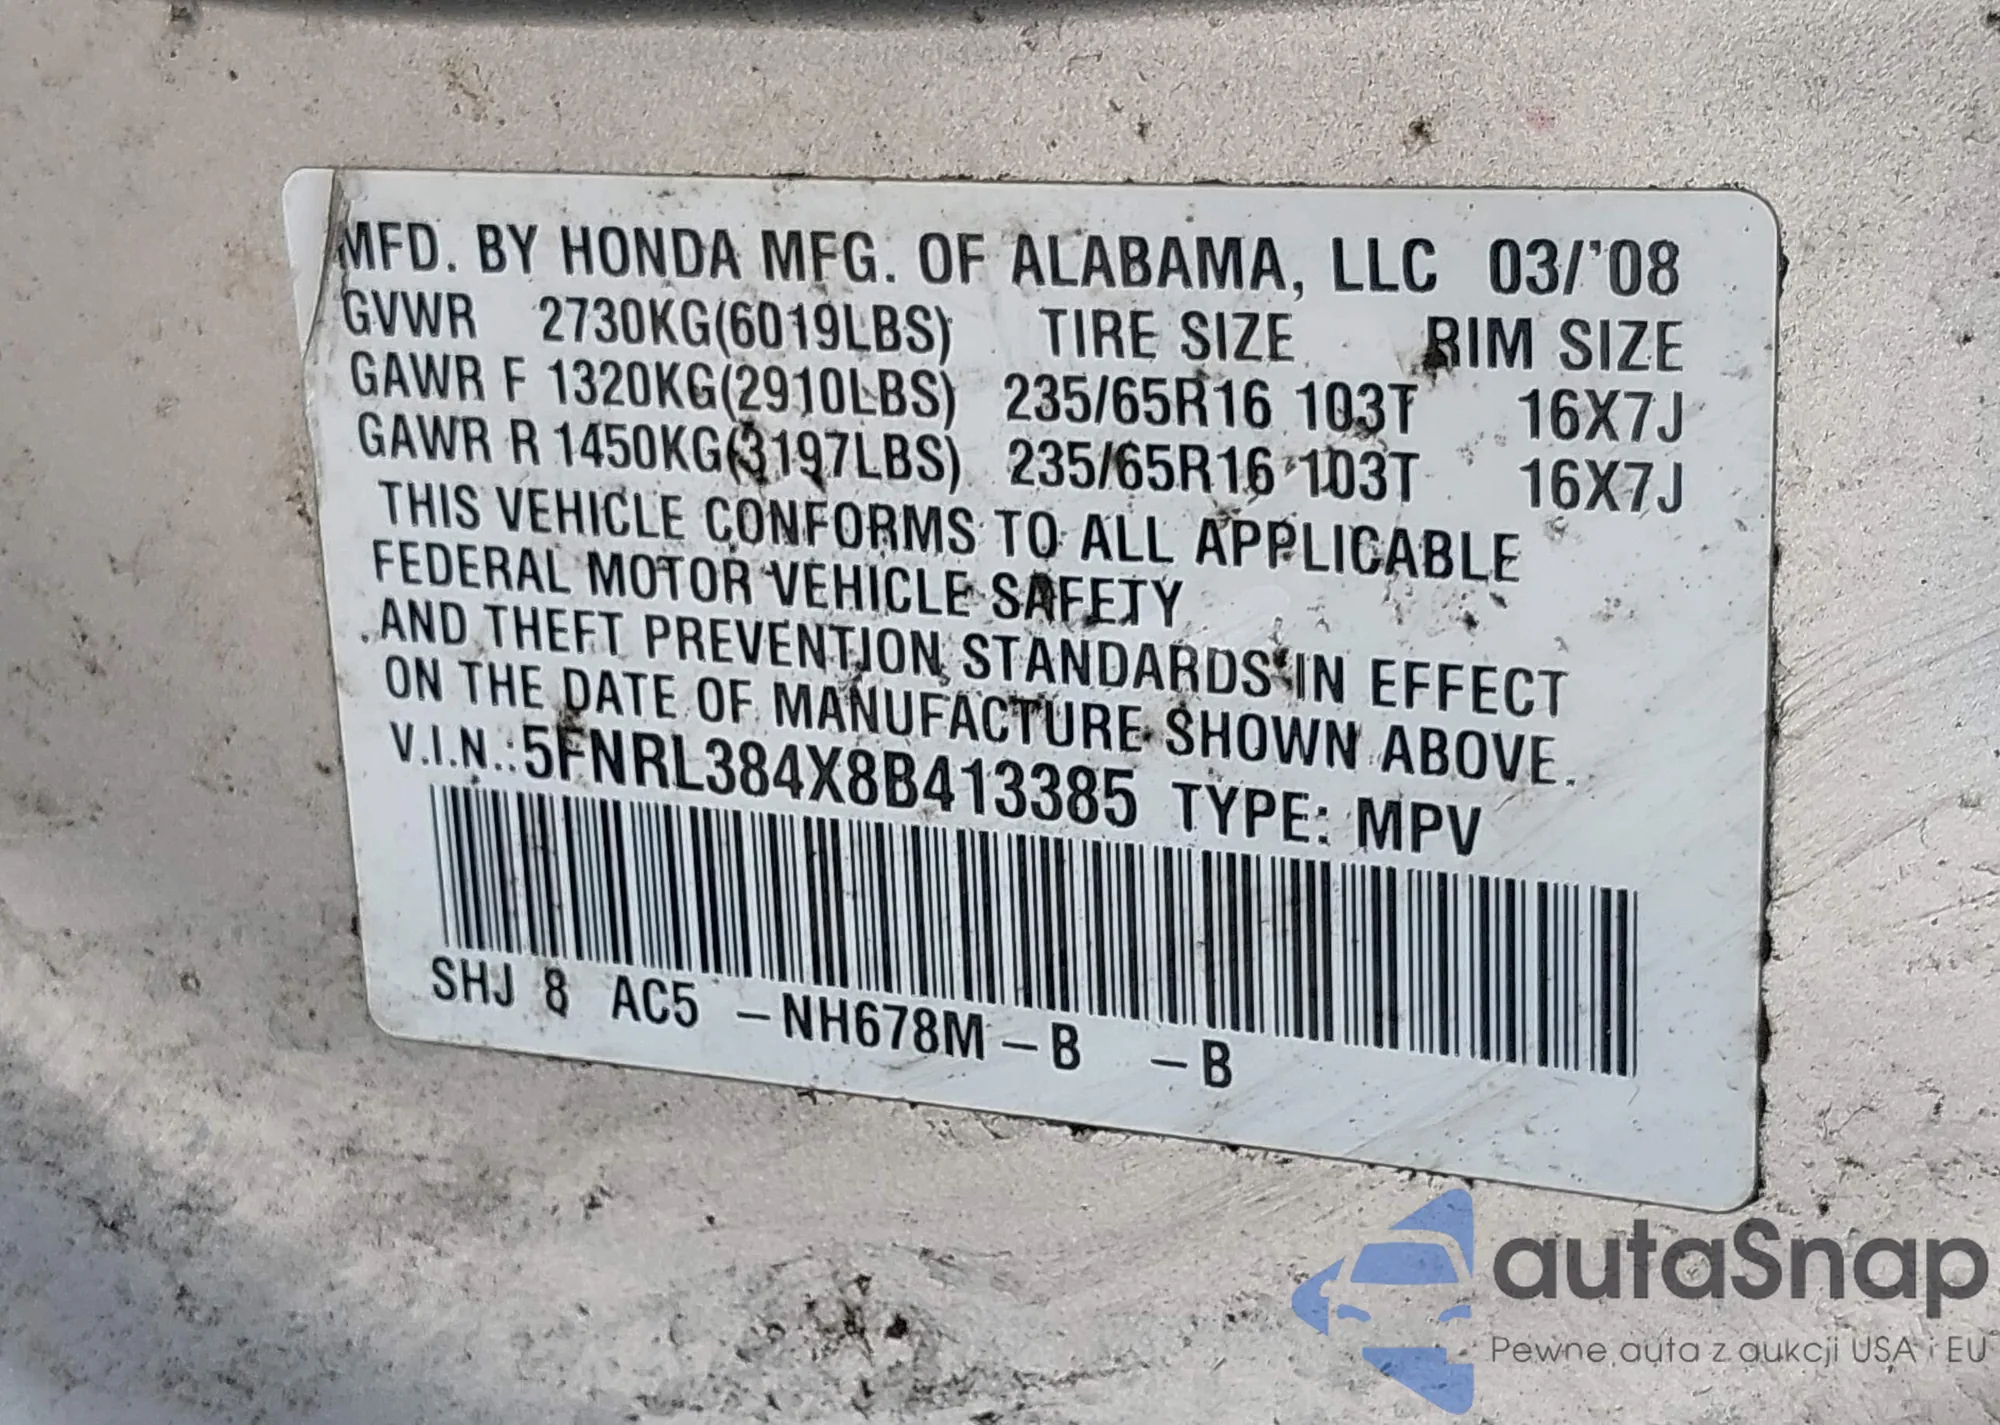 MFD. BY HONDA MFG. OF ALABAMA, LLC 03/'08
GVWR 2730KG(6019LBS) TIRE SIZE RIM SIZE
GAWR F 1320KG(2910LBS) 235/65R16 103T 16X7J
GAWR R 1450KG(3197LBS) 235/65R16 103T 16X7J
THIS VEHICLE CONFORMS TO ALL APPLICABLE
FEDERAL MOTOR VEHICLE SAFETY
AND THEFT PREVENTION STANDARDS IN EFFECT
ON THE DATE OF MANUFACTURE SHOWN ABOVE.
V.I.N.: 5FNRL384X8B413385 TYPE: MPV
SHJ 8 AC5 -NH678M -B -B
autaSnap
Pewne auta z aukcji USA i EU